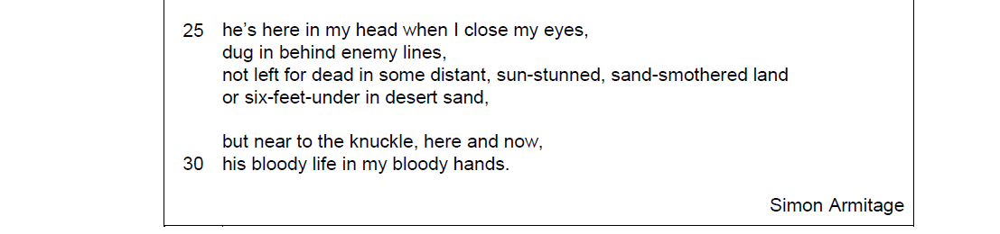 25 he’s here in my head when I close my eyes,
dug in behind enemy lines,
not left for dead in some distant, sun-stunned, sand-smothered land
or six-feet-under in desert sand,
but near to the knuckle, here and now,
30 his bloody life in my bloody hands.
Simon Armitage